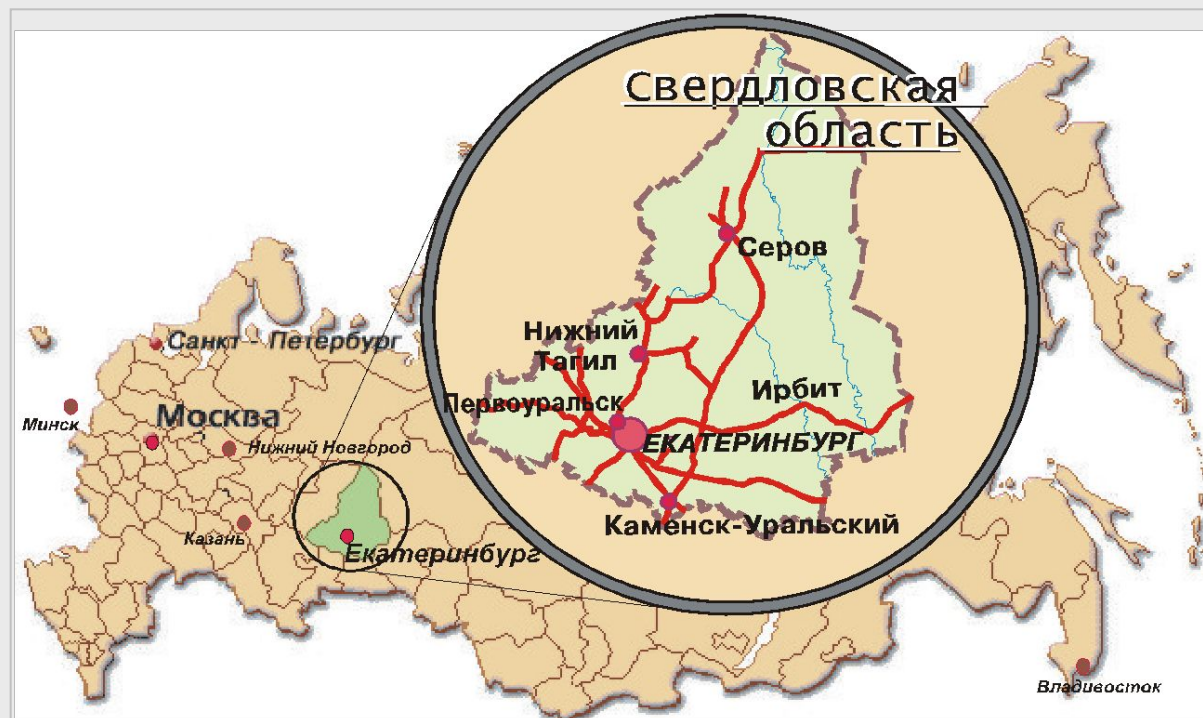 Свердловская
область
Серов
Нижний
Тагил
Ирбит
Первоуральск
ЕКАТЕРИНБУРГ
Каменск-Уральский
Санкт - Петербург
Москва
Минск
Нижний Новгород
Казань
Екатеринбург
Владивосток